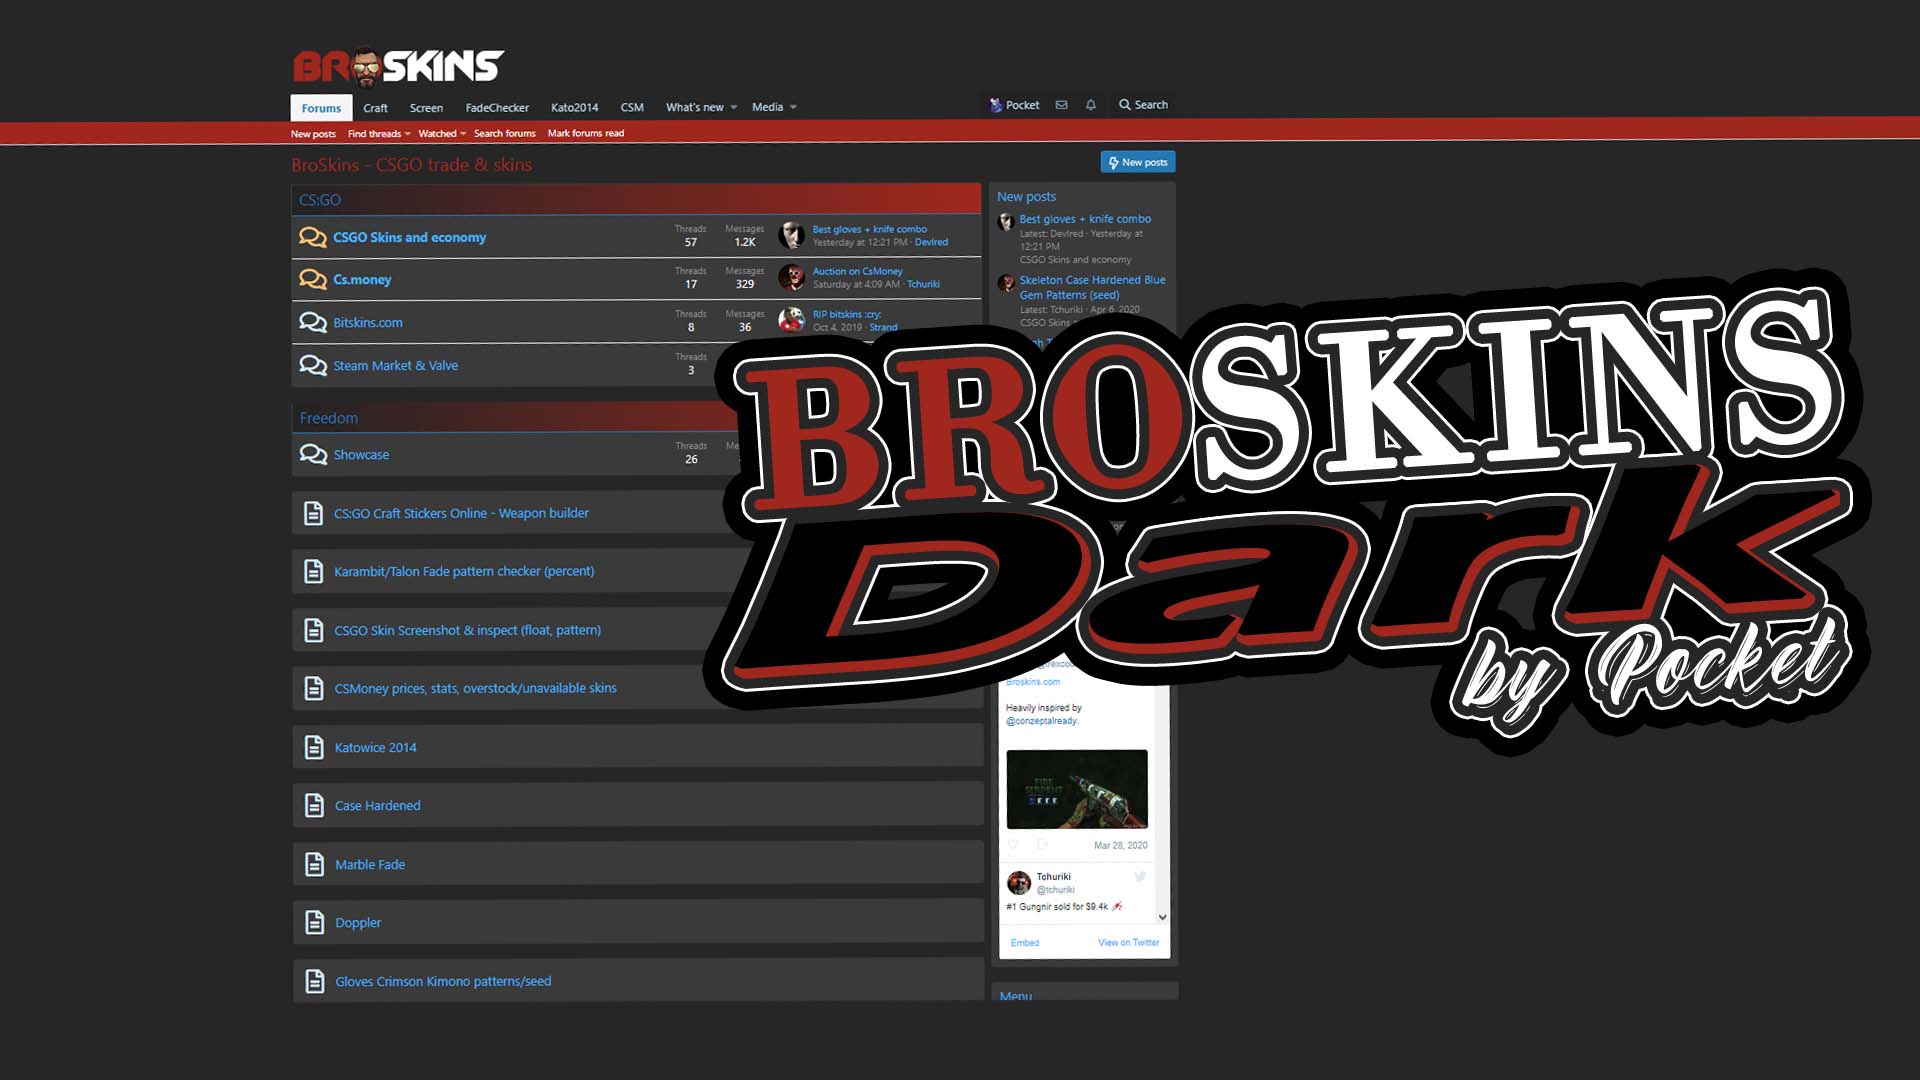 BROSKINS
Forums Craft Screen FadeChecker Kato2014 CSM What's new Media Pocket Search
New posts Find threads Watched Search forums Mark forums read
BroSkins - CSGO trade & skins
New posts
CS:GO
CSGO Skins and economy
Threads
57
Messages
1.2K
Best gloves + knife combo
Yesterday at 12:21 PM · DevIred
Cs.money
Threads
17
Messages
329
Auction on CsMoney
Saturday at 4:09 AM · Tchuriki
Bitskins.com
Threads
8
Messages
36
RIP bitskins :cry:
Oct 4, 2019 · Strand
Steam Market & Valve
Threads
3
Freedom
Showcase
Threads
26
CS:GO Craft Stickers Online - Weapon builder
Karambit/Talon Fade pattern checker (percent)
CSGO Skin Screenshot & inspect (float, pattern)
CSMoney prices, stats, overstock/unavailable skins
Katowice 2014
Case Hardened
Marble Fade
Doppler
Gloves Crimson Kimono patterns/seed
New posts
Best gloves + knife combo
Latest: DevIred · Yesterday at
12:21 PM
CSGO Skins and economy
Skeleton Case Hardened Blue
Gem Patterns (seed)
Latest: Tchuriki · Apr 6, 2020
CSGO Skins
BROSKINS
Dark
by Pocket
Broskins.com
Heavily inspired by
@conzeptalready.
FIRE
SERPENT
Mar 28, 2020
Tchuriki
@tchuriki
#1 Gungnir sold for $9.4k
Embed View on Twitter
Menu